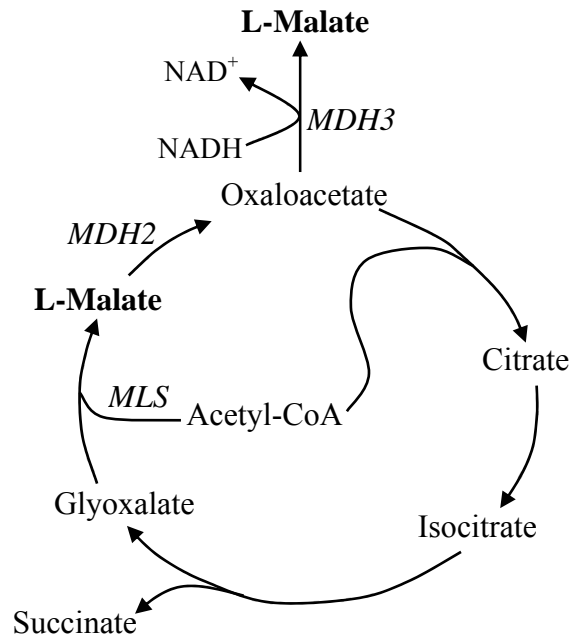 L-Malate
NAD+
MDH3
NADH
Oxaloacetate
MDH2
L-Malate
Citrate
MLS
Acetyl-CoA
Glyoxalate
Isocitrate
Succinate